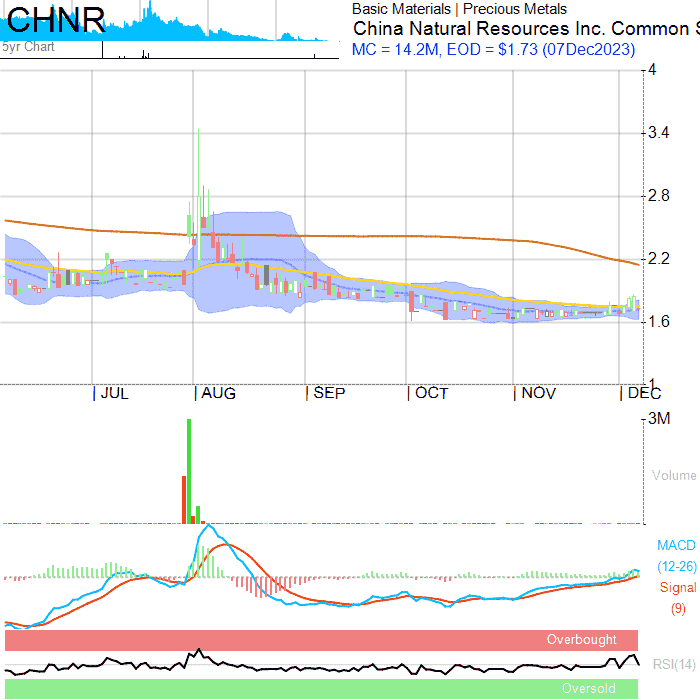 CHNR
5yr Chart
Basic Materials | Precious Metals
China Natural Resources Inc. Common S
MC = 14.2M, EOD = $1.73 (07Dec2023)
4
3.4
2.8
2.2
1.6
1
JUL AUG SEP OCT NOV DEC
3M
Volume
MACD
(12-26)
Signal
(9)
Overbought
RSI(14)
Oversold